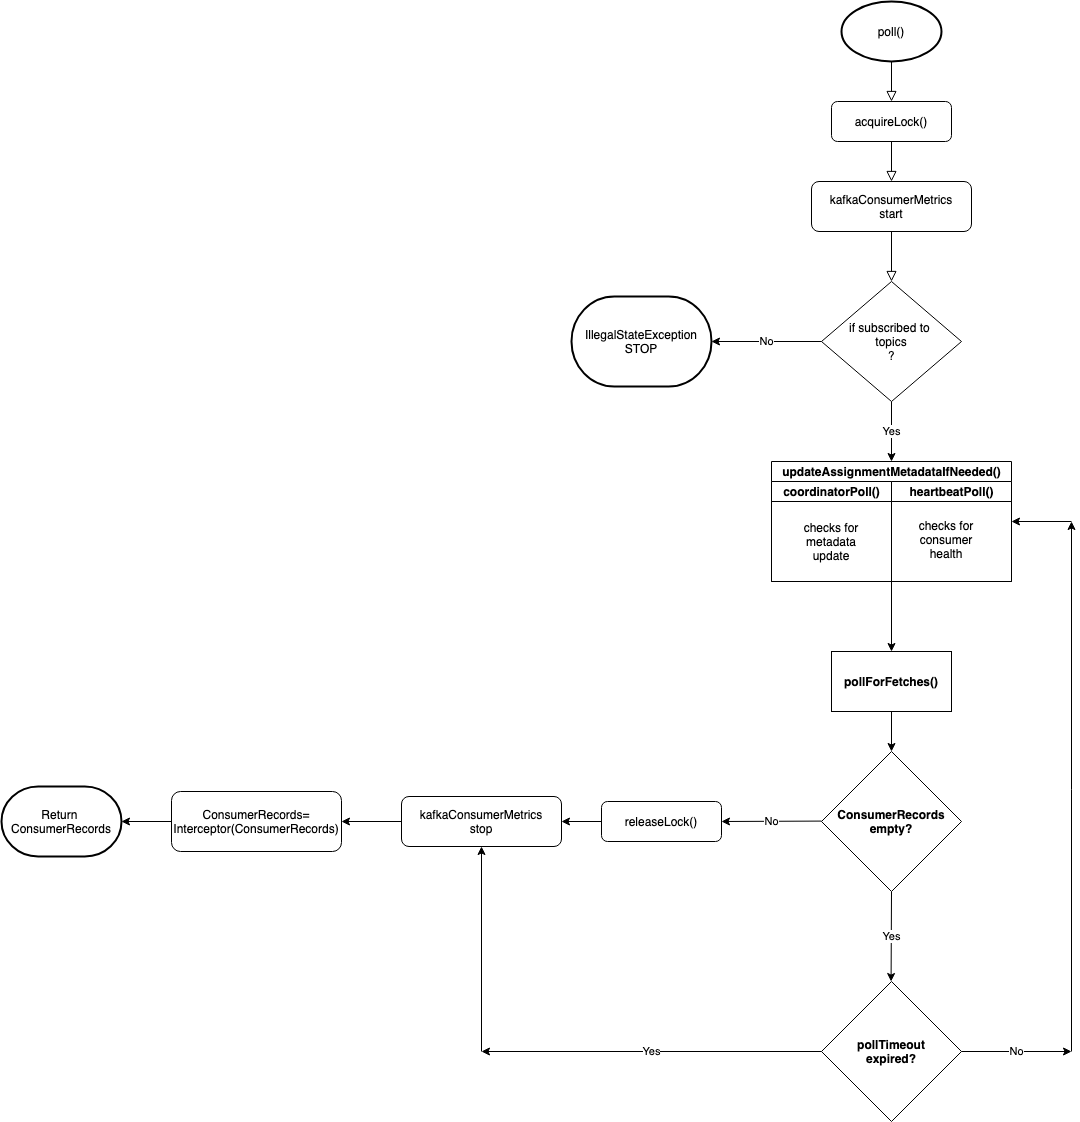 poll()
acquireLock()
kafkaConsumerMetrics
start
if subscribed to
topics
?
No
IllegalStateException
STOP
Yes
updateAssignmentMetadataIfNeeded()
coordinatorPoll()
heartbeatPoll()
checks for
metadata
update
checks for
consumer
health
pollForFetches()
ConsumerRecords
empty?
No
releaseLock()
kafkaConsumerMetrics
stop
ConsumerRecords=
Interceptor(ConsumerRecords)
Return
ConsumerRecords
Yes
pollTimeout
expired?
Yes
No